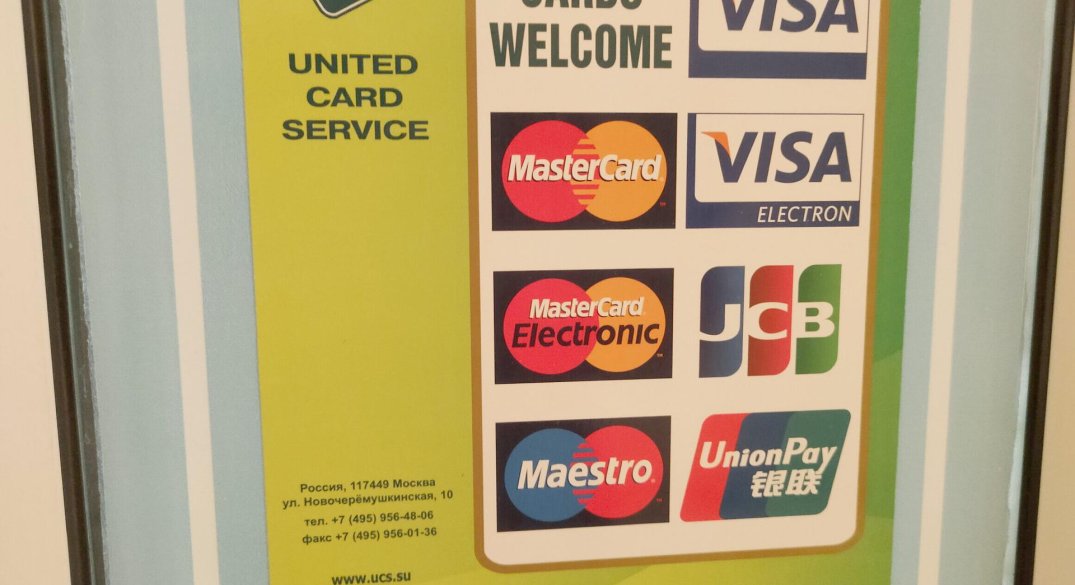 UNITED
CARD
SERVICE
CARDS
WELCOME
VISA
MasterCard
VISA
ELECTRON
MasterCard
Electronic
JCB
Maestro
UnionPay
银联
Россия, 117449 Москва
ул. Новочерёмушкинская, 10
тел. +7 (495) 956-48-06
факс +7 (495) 956-01-36
www.ucs.su